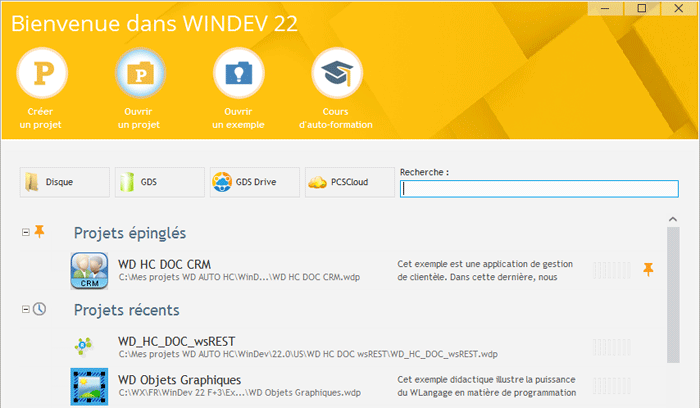 Bienvenue dans WINDEV 22
Créer
un projet
Ouvrir
un projet
Ouvrir
un exemple
Cours
d'auto-formation
Disque
GDS
GDS Drive
PCSCloud
Recherche :
Projets épinglés
WD HC DOC CRM
C:\Mes projets WD AUTO HC\WinD...\WD HC DOC CRM.wdp
Cet exemple est une application de gestion
de clientèle. Dans cette dernière, nous
CRM
Projets récents
WD_HC_DOC_wsREST
C:\Mes projets WD AUTO HC\WinDev\22.0\US\WD HC DOC wsREST\WD_HC_DOC_wsREST.wdp
WD Objets Graphiques
C:\WX\FR\WinDev 22 F+3\Ex...\WD Objets Graphiques.wdp
Cet exemple didactique illustre la puissance
du WLangage en matière de programmation